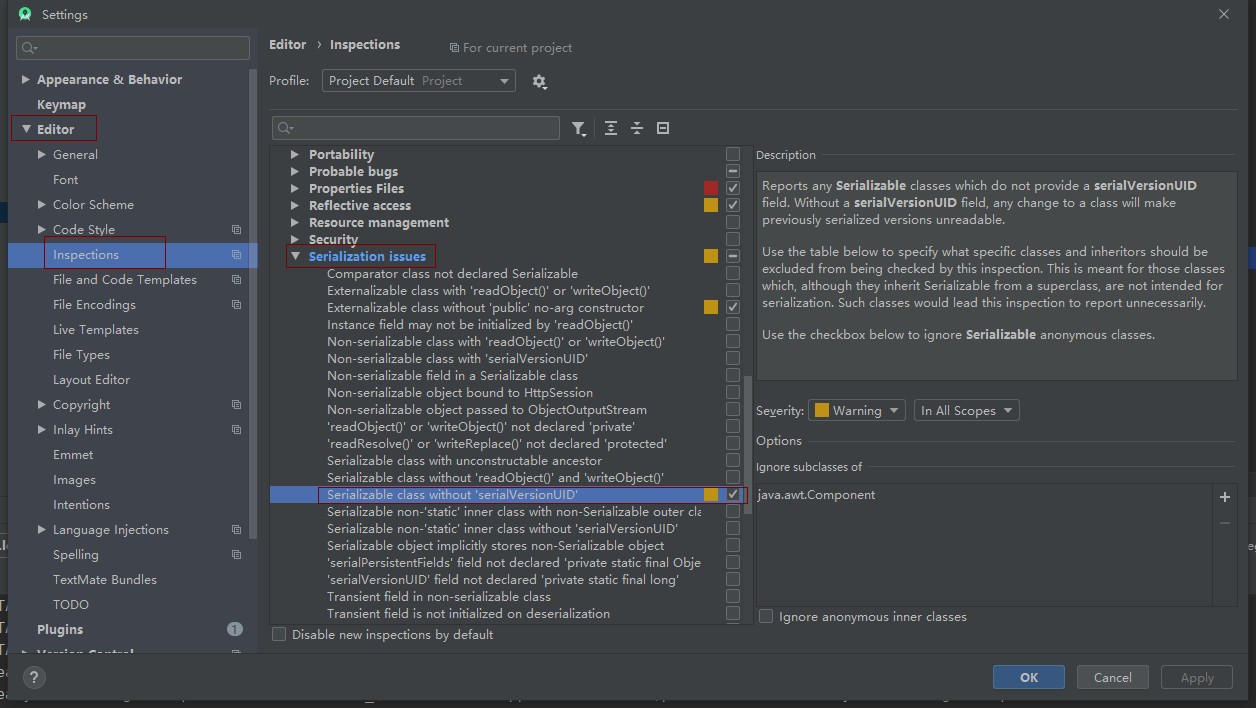 Settings
Appearance & Behavior
Keymap
Editor
General
Font
Color Scheme
Code Style
Inspections
File and Code Templates
File Encodings
Live Templates
File Types
Layout Editor
Copyright
Inlay Hints
Emmet
Images
Intentions
Language Injections
Spelling
TextMate Bundles
TODO
Plugins 1
Version Control
?
Editor › Inspections For current project
Profile: Project Default Project
Portability
Probable bugs
Properties Files
Reflective access
Resource management
Security
Serialization issues
Comparator class not declared Serializable
Externalizable class with 'readObject()' or 'writeObject()'
Externalizable class without 'public' no-arg constructor
Instance field may not be initialized by 'readObject()'
Non-serializable class with 'readObject()' or 'writeObject()'
Non-serializable class with 'serialVersionUID'
Non-serializable field in a Serializable class
Non-serializable object bound to HttpSession
Non-serializable object passed to ObjectOutputStream
'readObject()' or 'writeObject()' not declared 'private'
'readResolve()' or 'writeReplace()' not declared 'protected'
Serializable class with unconstructable ancestor
Serializable class without 'readObject()' and 'writeObject()'
Serializable class without 'serialVersionUID'
Serializable non-'static' inner class with non-Serializable outer cla
Serializable non-'static' inner class without 'serialVersionUID'
Serializable object implicitly stores non-Serializable object
'serialPersistentFields' field not declared 'private static final Obje
'serialVersionUID' field not declared 'private static final long'
Transient field in non-serializable class
Transient field is not initialized on deserialization
Disable new inspections by default
Description
Reports any Serializable classes which do not provide a serialVersionUID
field. Without a serialVersionUID field, any change to a class will make
previously serialized versions unreadable.
Use the table below to specify what specific classes and inheritors should be
excluded from being checked by this inspection. This is meant for those classes
which, although they inherit Serializable from a superclass, are not intended for
serialization. Such classes would lead this inspection to report unnecessarily.
Use the checkbox below to ignore Serializable anonymous classes.
Severity: Warning In All Scopes
Options
Ignore subclasses of
java.awt.Component
Ignore anonymous inner classes
OK Cancel Apply